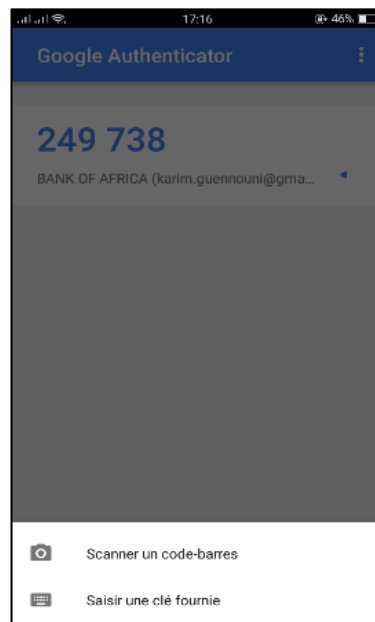 17:16
46%
Google Authenticator
249 738
BANK OF AFRICA (karim.guennouni@gma...
Scanner un code-barres
Saisir une clé fournie